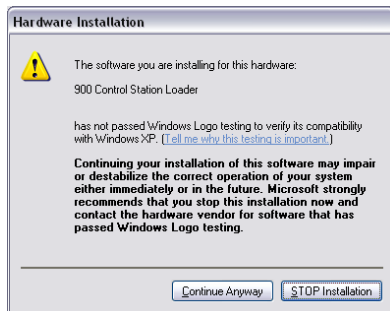 Hardware Installation
The software you are installing for this hardware:
900 Control Station Loader
has not passed Windows Logo testing to verify its compatibility
with Windows XP. (Tell me why this testing is important.)
Continuing your installation of this software may impair
or destabilize the correct operation of your system
either immediately or in the future. Microsoft strongly
recommends that you stop this installation now and
contact the hardware vendor for software that has
passed Windows Logo testing.
Continue Anyway
STOP Installation